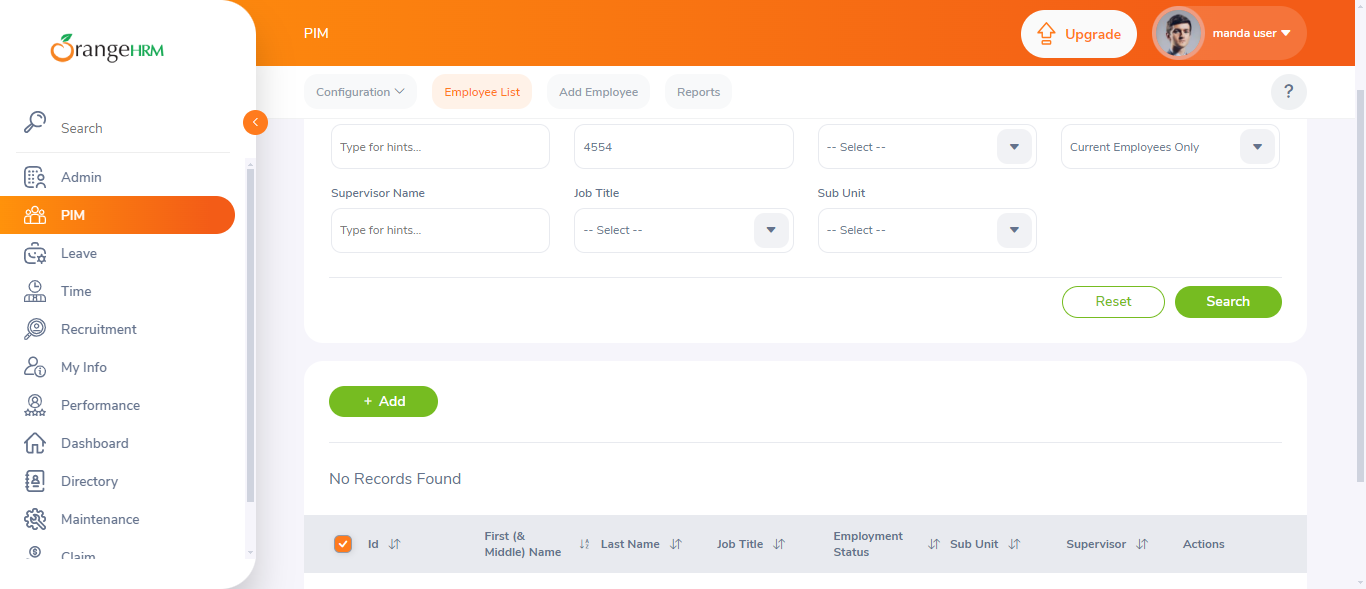 OrangeHRM
PIM
Upgrade
manda user
Configuration
Employee List
Add Employee
Reports
?
Search
Admin
PIM
Leave
Time
Recruitment
My Info
Performance
Dashboard
Directory
Maintenance
Claim
Type for hints...
4554
-- Select --
Current Employees Only
Supervisor Name
Job Title
Sub Unit
Type for hints...
-- Select --
-- Select --
Reset
Search
+ Add
No Records Found
Id
First (&
Middle) Name
Last Name
Job Title
Employment
Status
Sub Unit
Supervisor
Actions